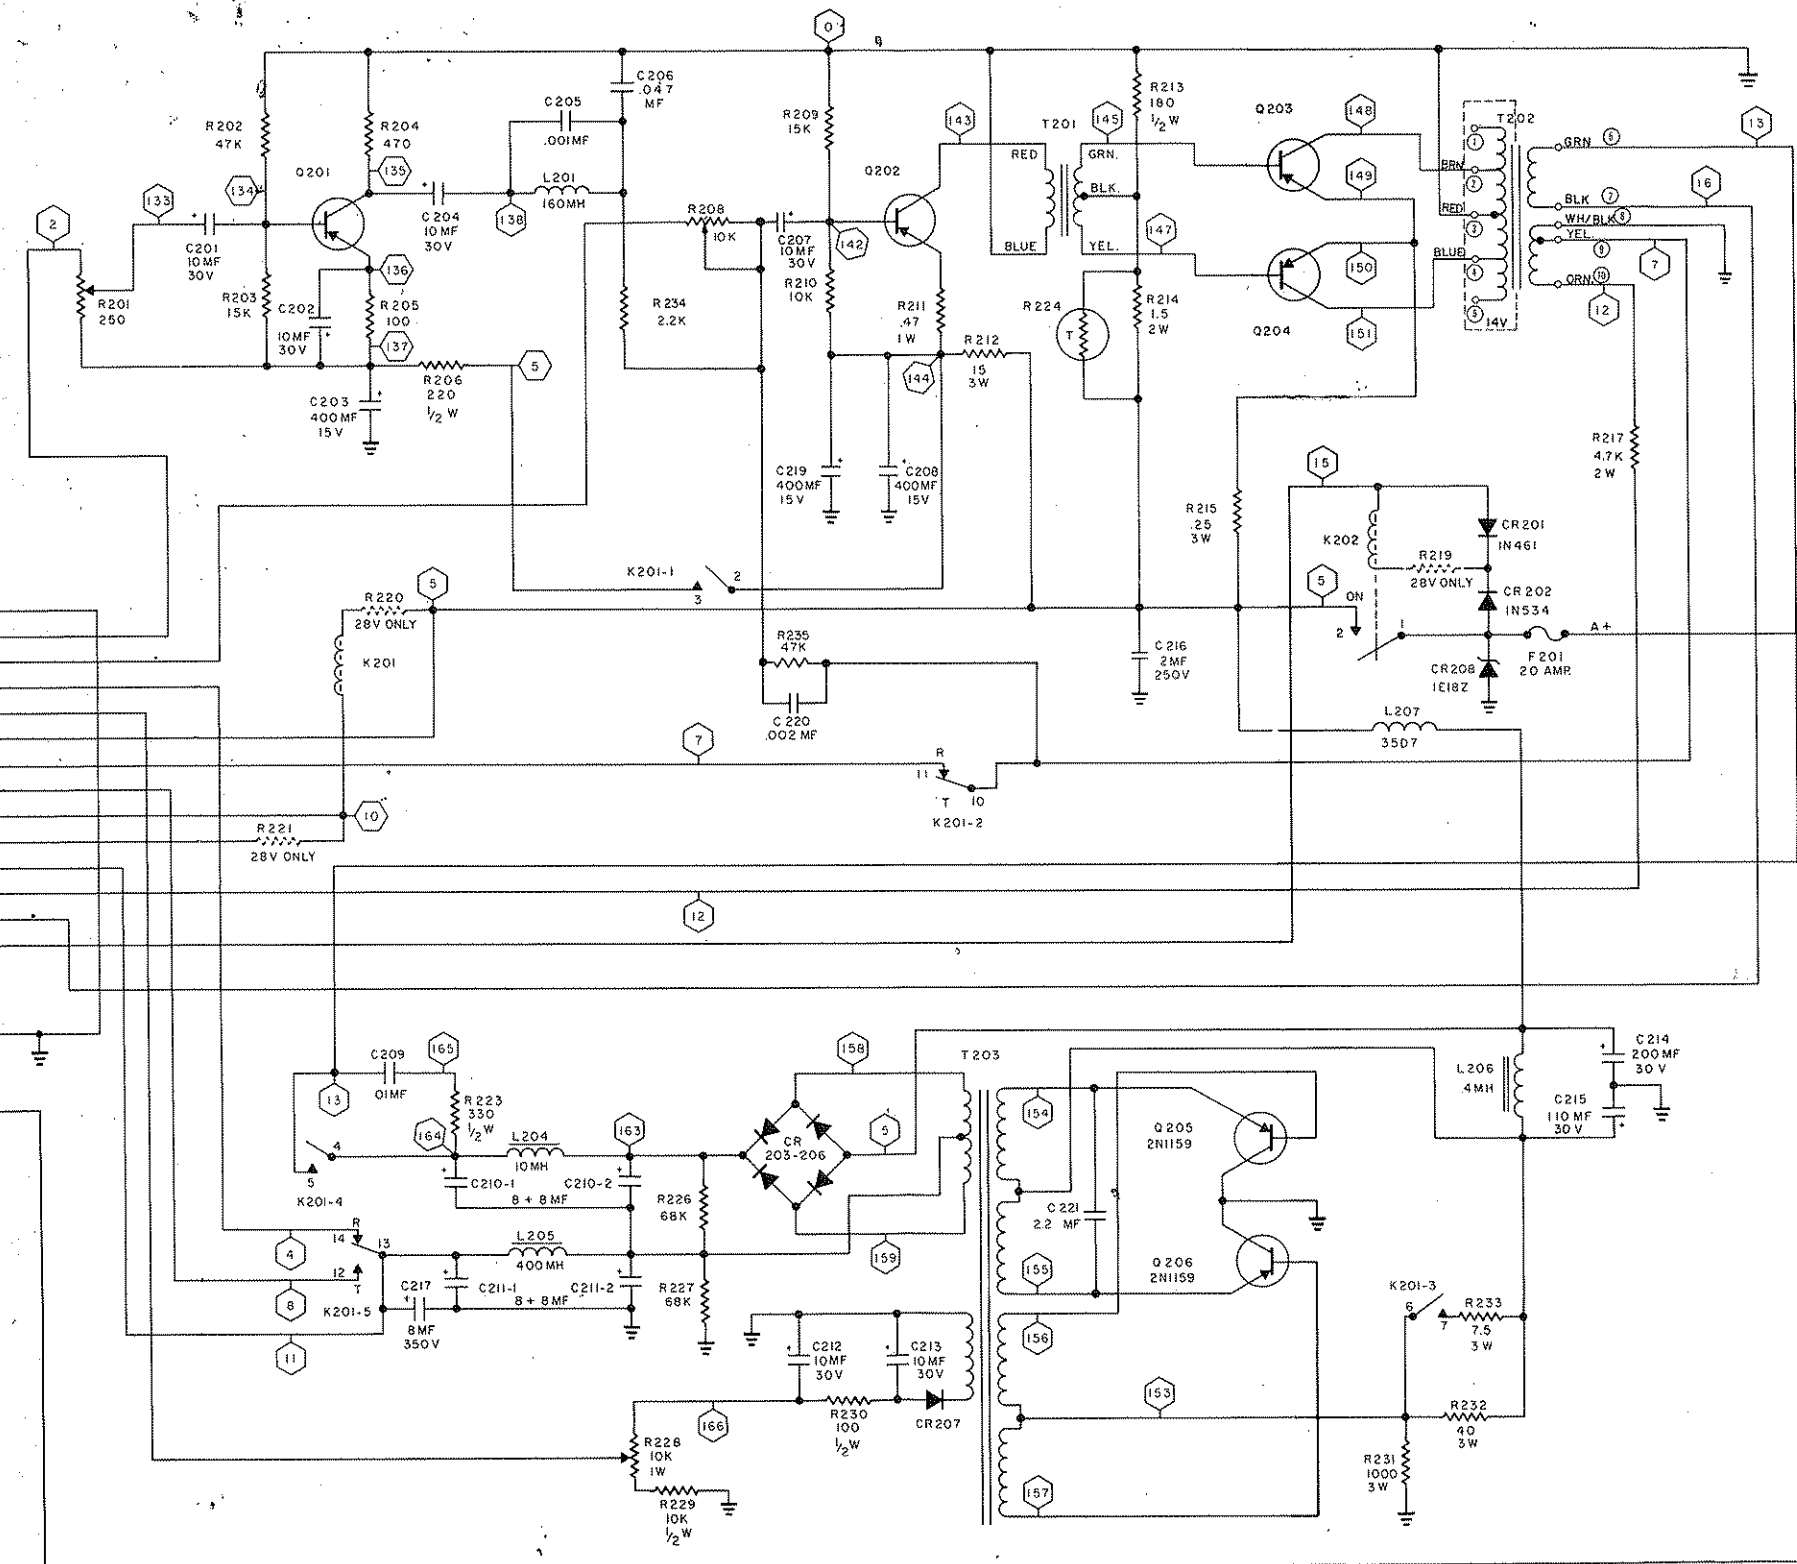 0
C206
.047
MF
R213
180
1/2 W
Q203
148
T202
C205
.001MF
R209
15K
143
T201
145
13
R202
47K
R204
470
GRN 6
1
135
Q201
RED
GRN.
BRN
149
134
L201
160MH
Q202
2
16
133
BLK.
BLK 7
2
R208
10K
RED
WH/BLK 8
C204
10MF
30V
138
3
YEL.
C201
10MF
30V
C207
10MF
30V
142
BLUE
YEL.
147
BLUE
9
7
136
150
4
R201
250
R203
15K
C202
10MF
30V
R205
100
R234
2.2K
R210
10K
R211
.47
1W
R224
T
R214
1.5
2W
Q204
ORN. 10
12
5
14V
137
151
R212
15
3W
5
144
R206
220
1/2 W
C203
400MF
15V
R217
4.7K
2W
15
C219
400MF
15V
C208
400MF
15V
R215
.25
3W
CR201
1N461
K202
R219
28V ONLY
K201-1
2
3
5
5
ON
CR202
1N534
R220
28V ONLY
2
1
A+
R235
47K
C216
2MF
250V
F201
20 AMP.
K201
CR208
1E18Z
L207
35D7
C220
.002MF
7
R
11
T 10
K201-2
10
R221
28V ONLY
12
158
165
C209
.01MF
T203
C214
200MF
30V
L206
.4MH
13
R223
330
1/2W
154
C215
110MF
30V
163
5
Q205
2N1159
164
4
L204
10MH
CR
203-206
5
K201-4
C210-1
C210-2
8 + 8MF
R226
68K
C221
2.2 MF
R
14
13
4
L205
400MH
159
Q206
2N1159
155
12
T
C217
8MF
350V
C211-1
C211-2
8 + 8MF
R227
68K
K201-3
8
K201-5
6
7
R233
7.5
3W
156
11
C212
10MF
30V
C213
10MF
30V
153
R230
100
1/2W
CR207
166
R232
40
3W
R228
10K
1W
R231
1000
3W
157
R229
10K
1/2W